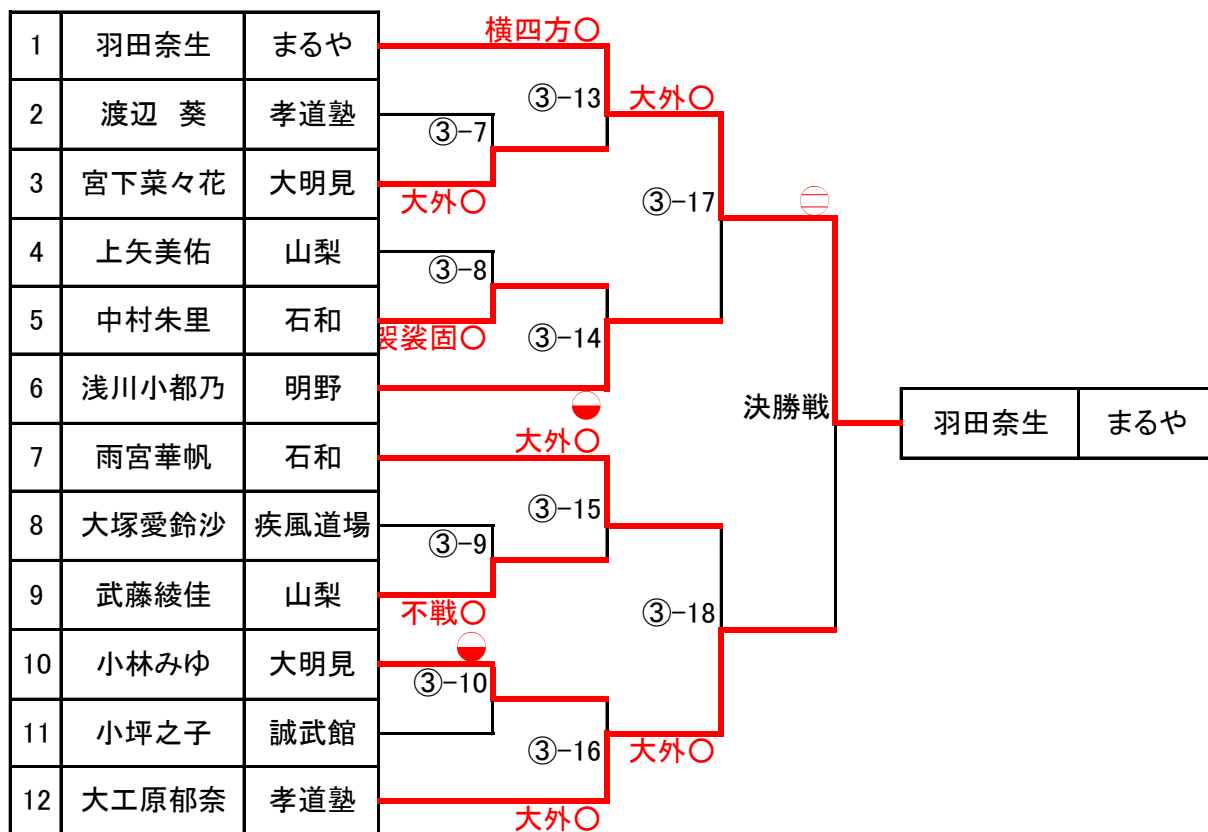 横四方〇
1 羽田奈生 まるや
③-13 大外〇
2 渡辺 葵 孝道塾
③-7
3 宮下菜々花 大明見
大外〇 ③-17
4 上矢美佑 山梨
③-8
5 中村朱里 石和
袈裟固〇 ③-14
6 浅川小都乃 明野
決勝戦 羽田奈生 まるや
大外〇
7 雨宮華帆 石和
③-15
8 大塚愛鈴沙 疾風道場
③-9
9 武藤綾佳 山梨
不戦〇 ③-18
10 小林みゆ 大明見
③-10
11 小坪之子 誠武館
③-16 大外〇
12 大工原郁奈 孝道塾
大外〇